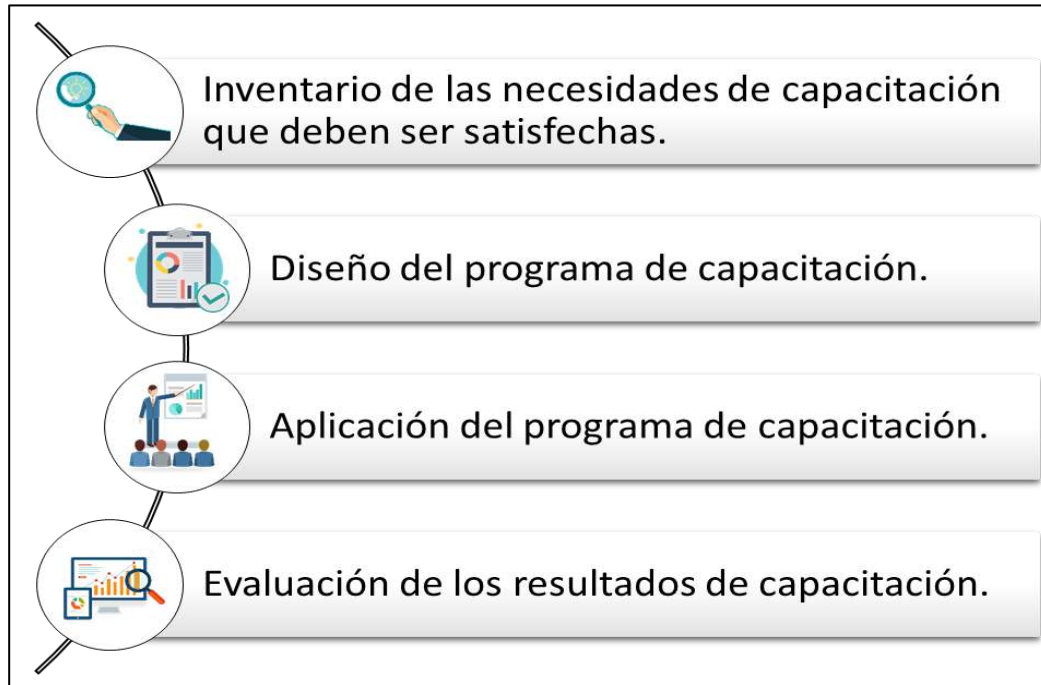 Inventario de las necesidades de capacitación
que deben ser satisfechas.
Diseño del programa de capacitación.
Aplicación del programa de capacitación.
Evaluación de los resultados de capacitación.